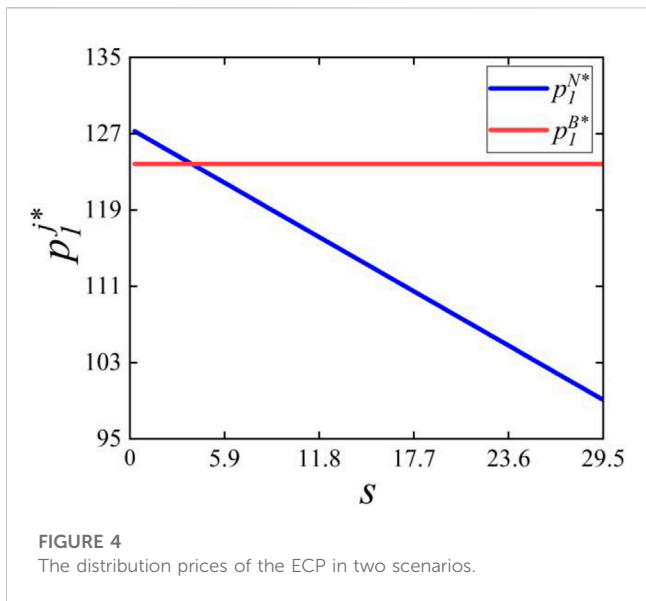 135
127
119
111
103
95
p_1^{j*}
p_1^{N*}
p_1^{B*}
0 5.9 11.8 17.7 23.6 29.5
s
FIGURE 4
The distribution prices of the ECP in two scenarios.